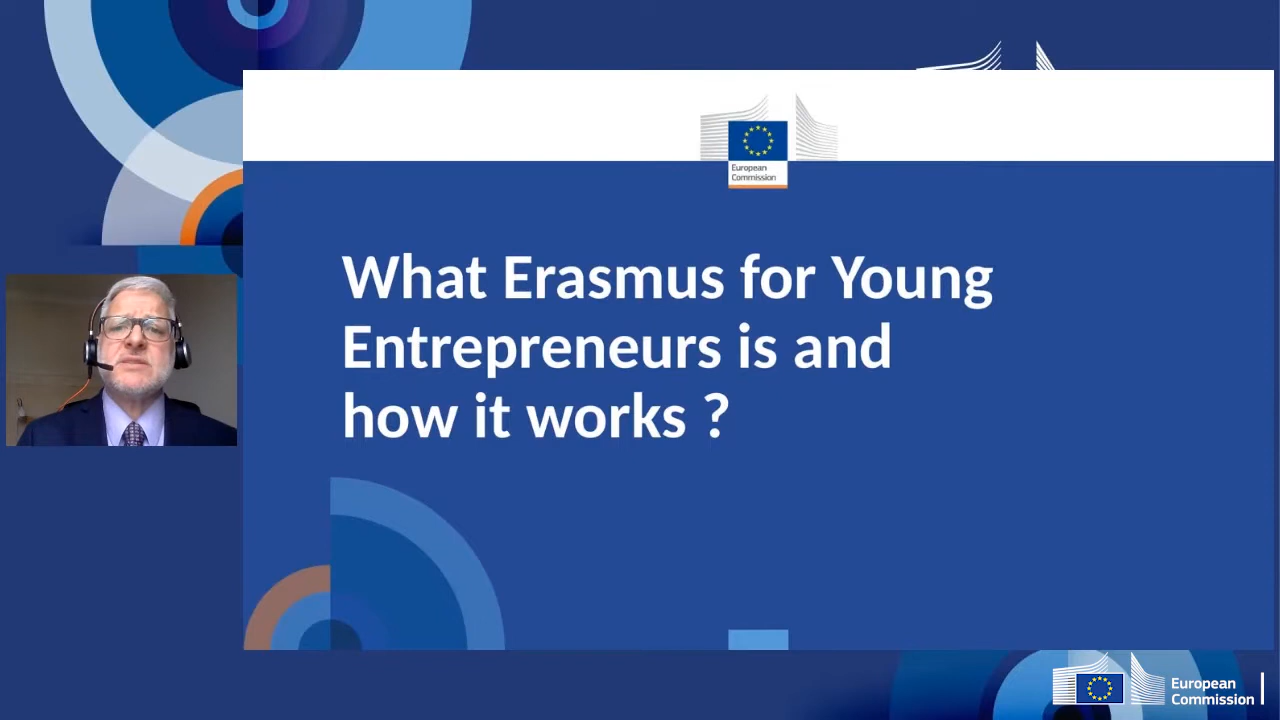 European
Commission
What Erasmus for Young
Entrepreneurs is and
how it works ?
European
Commission